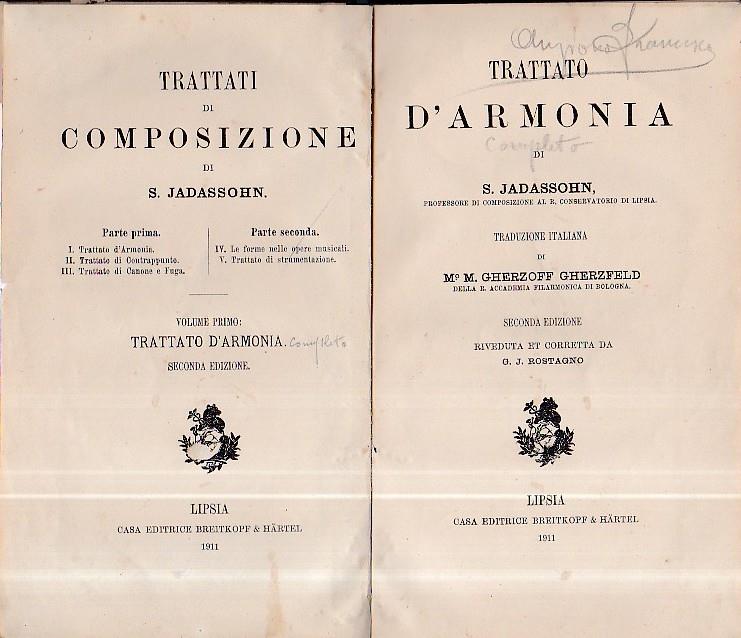 TRATTATI
DI
COMPOSIZIONE
DI
S. JADASSOHN.
Parte prima.
I. Trattato d'Armonia.
II. Trattato di Contrappunto.
III. Trattato di Canone e Fuga.
Parte seconda.
IV. Le forme nelle opere musicali.
V. Trattato di strumentazione.
VOLUME PRIMO:
TRATTATO D'ARMONIA. completo
SECONDA EDIZIONE.
LIPSIA
CASA EDITRICE BREITKOPF & HÄRTEL
1911
TRATTATO
D'ARMONIA
completo
DI
S. JADASSOHN,
PROFESSORE DI COMPOSIZIONE AL R. CONSERVATORIO DI LIPSIA.
TRADUZIONE ITALIANA
DI
Mo M. GHERZOFF GHERZFELD
DELLA R. ACCADEMIA FILARMONICA DI BOLOGNA.
SECONDA EDIZIONE
RIVEDUTA ET CORRETTA DA
G. J. ROSTAGNO
LIPSIA
CASA EDITRICE BREITKOPF & HÄRTEL
1911